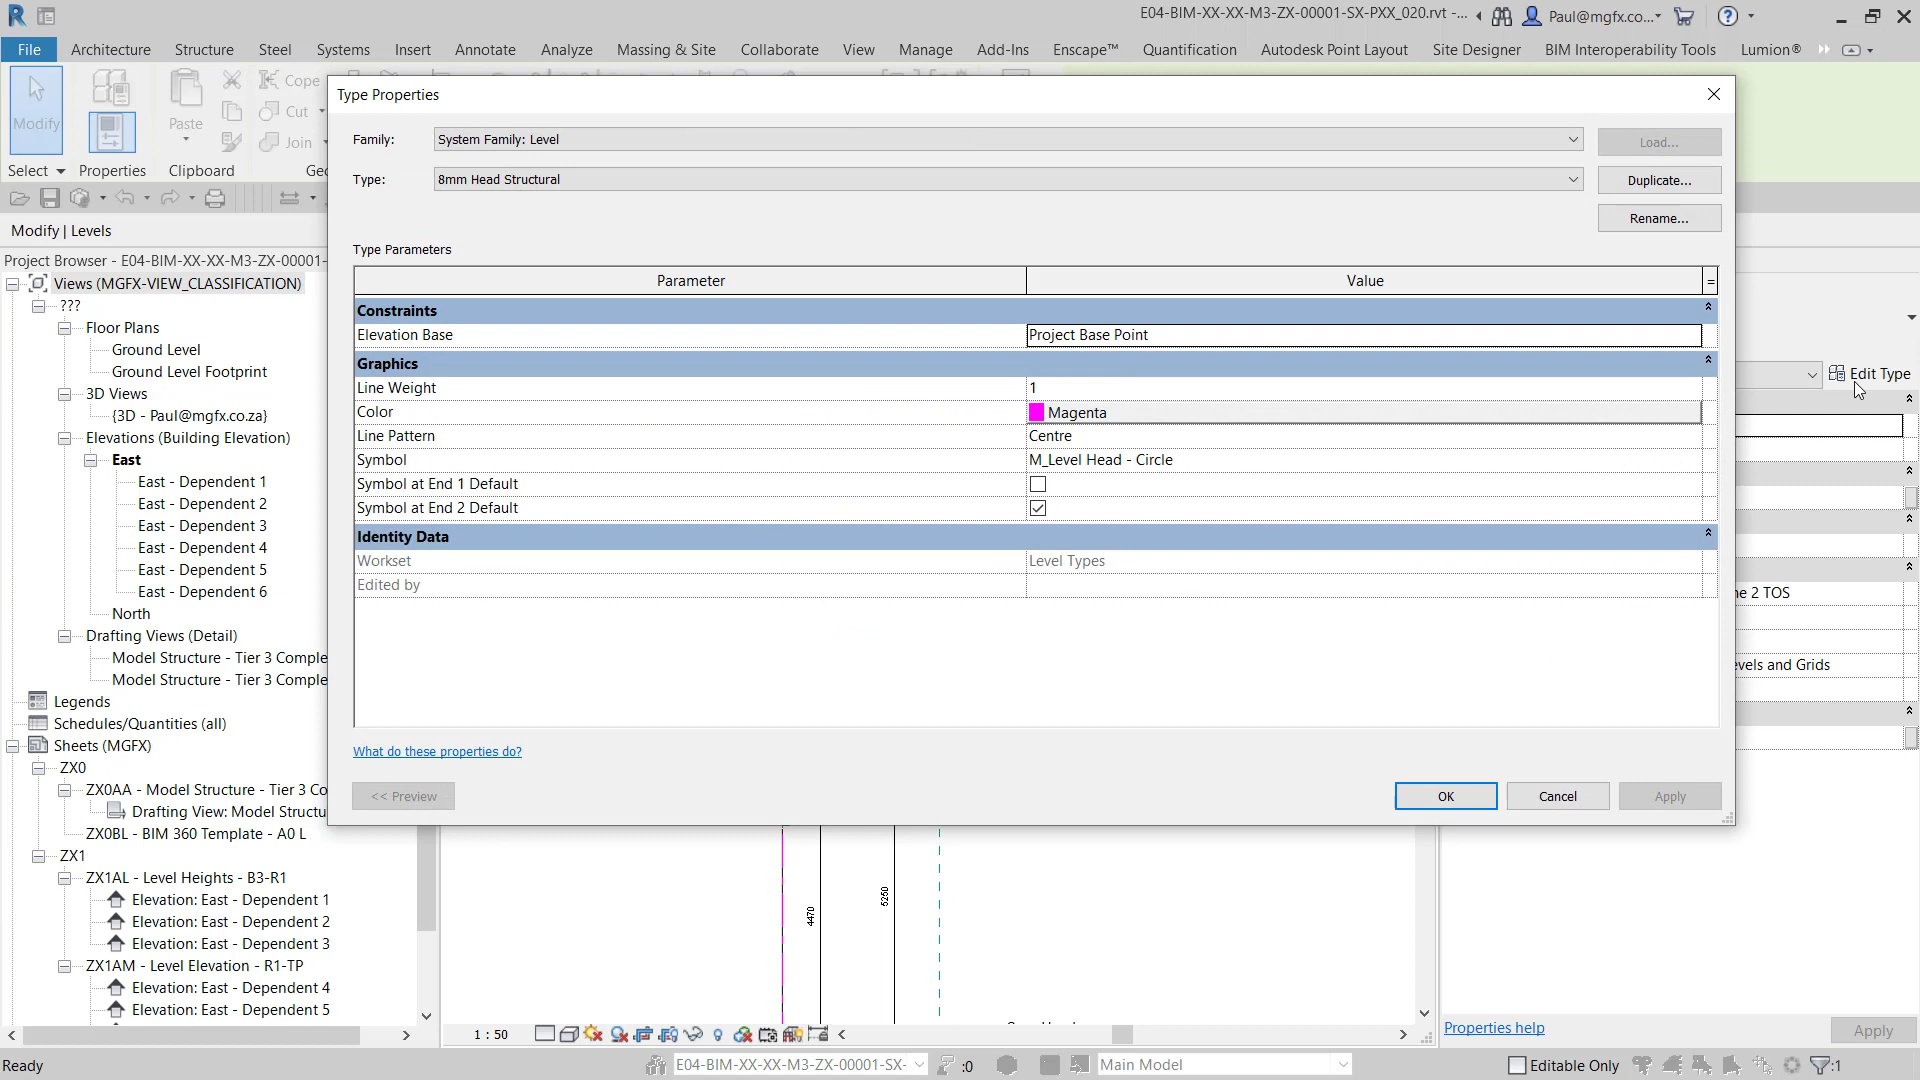 E04-BIM-XX-XX-M3-ZX-00001-SX-PXX_020.rvt -...
Paul@mgfx.co...
File
Architecture
Structure
Steel
Systems
Insert
Annotate
Analyze
Massing & Site
Collaborate
View
Manage
Add-Ins
Enscape™
Quantification
Autodesk Point Layout
Site Designer
BIM Interoperability Tools
Lumion®
Modify
Paste
Cope
Cut
Join
Select
Properties
Clipboard
Modify | Levels
Project Browser - E04-BIM-XX-XX-M3-ZX-00001-
Views (MGFX-VIEW_CLASSIFICATION)
???
Floor Plans
Ground Level
Ground Level Footprint
3D Views
{3D - Paul@mgfx.co.za}
Elevations (Building Elevation)
East
East - Dependent 1
East - Dependent 2
East - Dependent 3
East - Dependent 4
East - Dependent 5
East - Dependent 6
North
Drafting Views (Detail)
Model Structure - Tier 3 Comple
Model Structure - Tier 3 Comple
Legends
Schedules/Quantities (all)
Sheets (MGFX)
ZX0
ZX0AA - Model Structure - Tier 3 Co
Drafting View: Model Structu
ZX0BL - BIM 360 Template - A0 L
ZX1
ZX1AL - Level Heights - B3-R1
Elevation: East - Dependent 1
Elevation: East - Dependent 2
Elevation: East - Dependent 3
ZX1AM - Level Elevation - R1-TP
Elevation: East - Dependent 4
Elevation: East - Dependent 5
Type Properties
Family:
System Family: Level
Load...
Type:
8mm Head Structural
Duplicate...
Rename...
Type Parameters
Parameter
Value
=
Constraints
Elevation Base
Project Base Point
Graphics
Line Weight
1
Color
Magenta
Line Pattern
Centre
Symbol
M_Level Head - Circle
Symbol at End 1 Default
Symbol at End 2 Default
Identity Data
Workset
Level Types
Edited by
What do these properties do?
<< Preview
OK
Cancel
Apply
Edit Type
ne 2 TOS
evels and Grids
4470
5250
1 : 50
Properties help
Apply
Ready
E04-BIM-XX-XX-M3-ZX-00001-SX-
:0
Main Model
Editable Only
:1